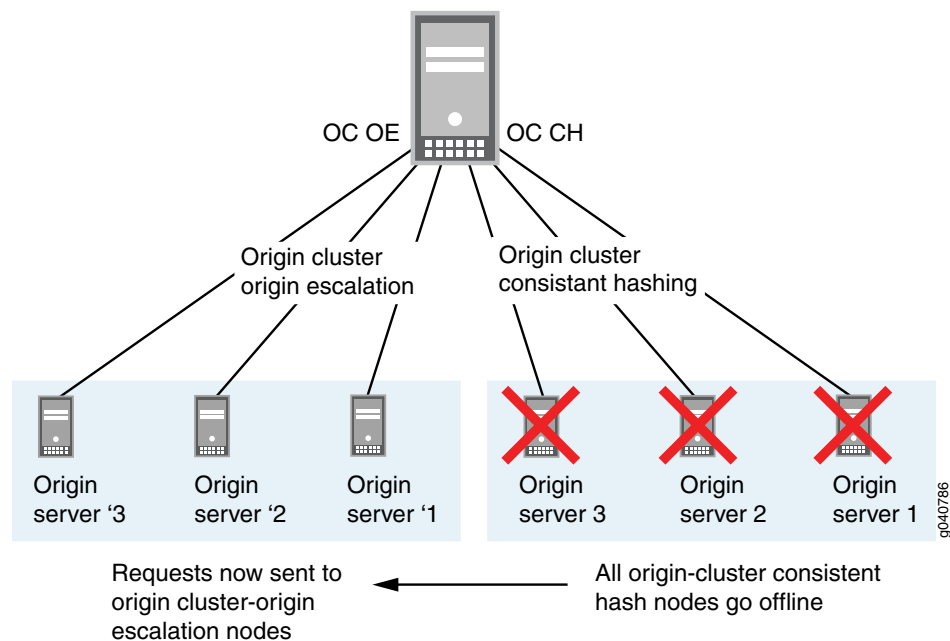 OC OE
OC CH
Origin cluster
origin escalation
Origin cluster
consistant hashing
Origin
server ‘3
Origin
server ‘2
Origin
server ‘1
Origin
server 3
Origin
server 2
Origin
server 1
g040786
Requests now sent to
origin cluster-origin
escalation nodes
All origin-cluster consistent
hash nodes go offline